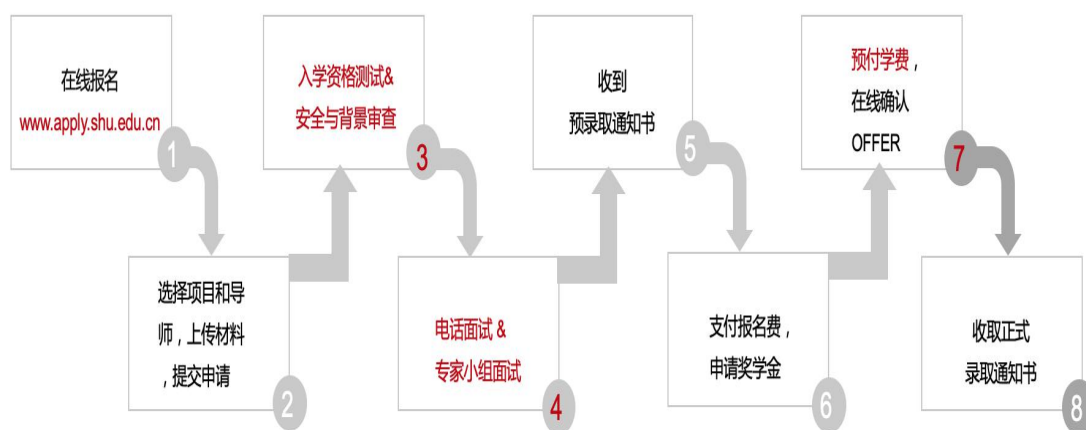 在线报名
www.apply.shu.edu.cn
1
选择项目和导
师，上传材料
，提交申请
2
入学资格测试&
安全与背景审查
3
电话面试 &
专家小组面试
4
收到
预录取通知书
5
支付报名费，
申请奖学金
6
预付学费，
在线确认
OFFER
7
收取正式
录取通知书
8